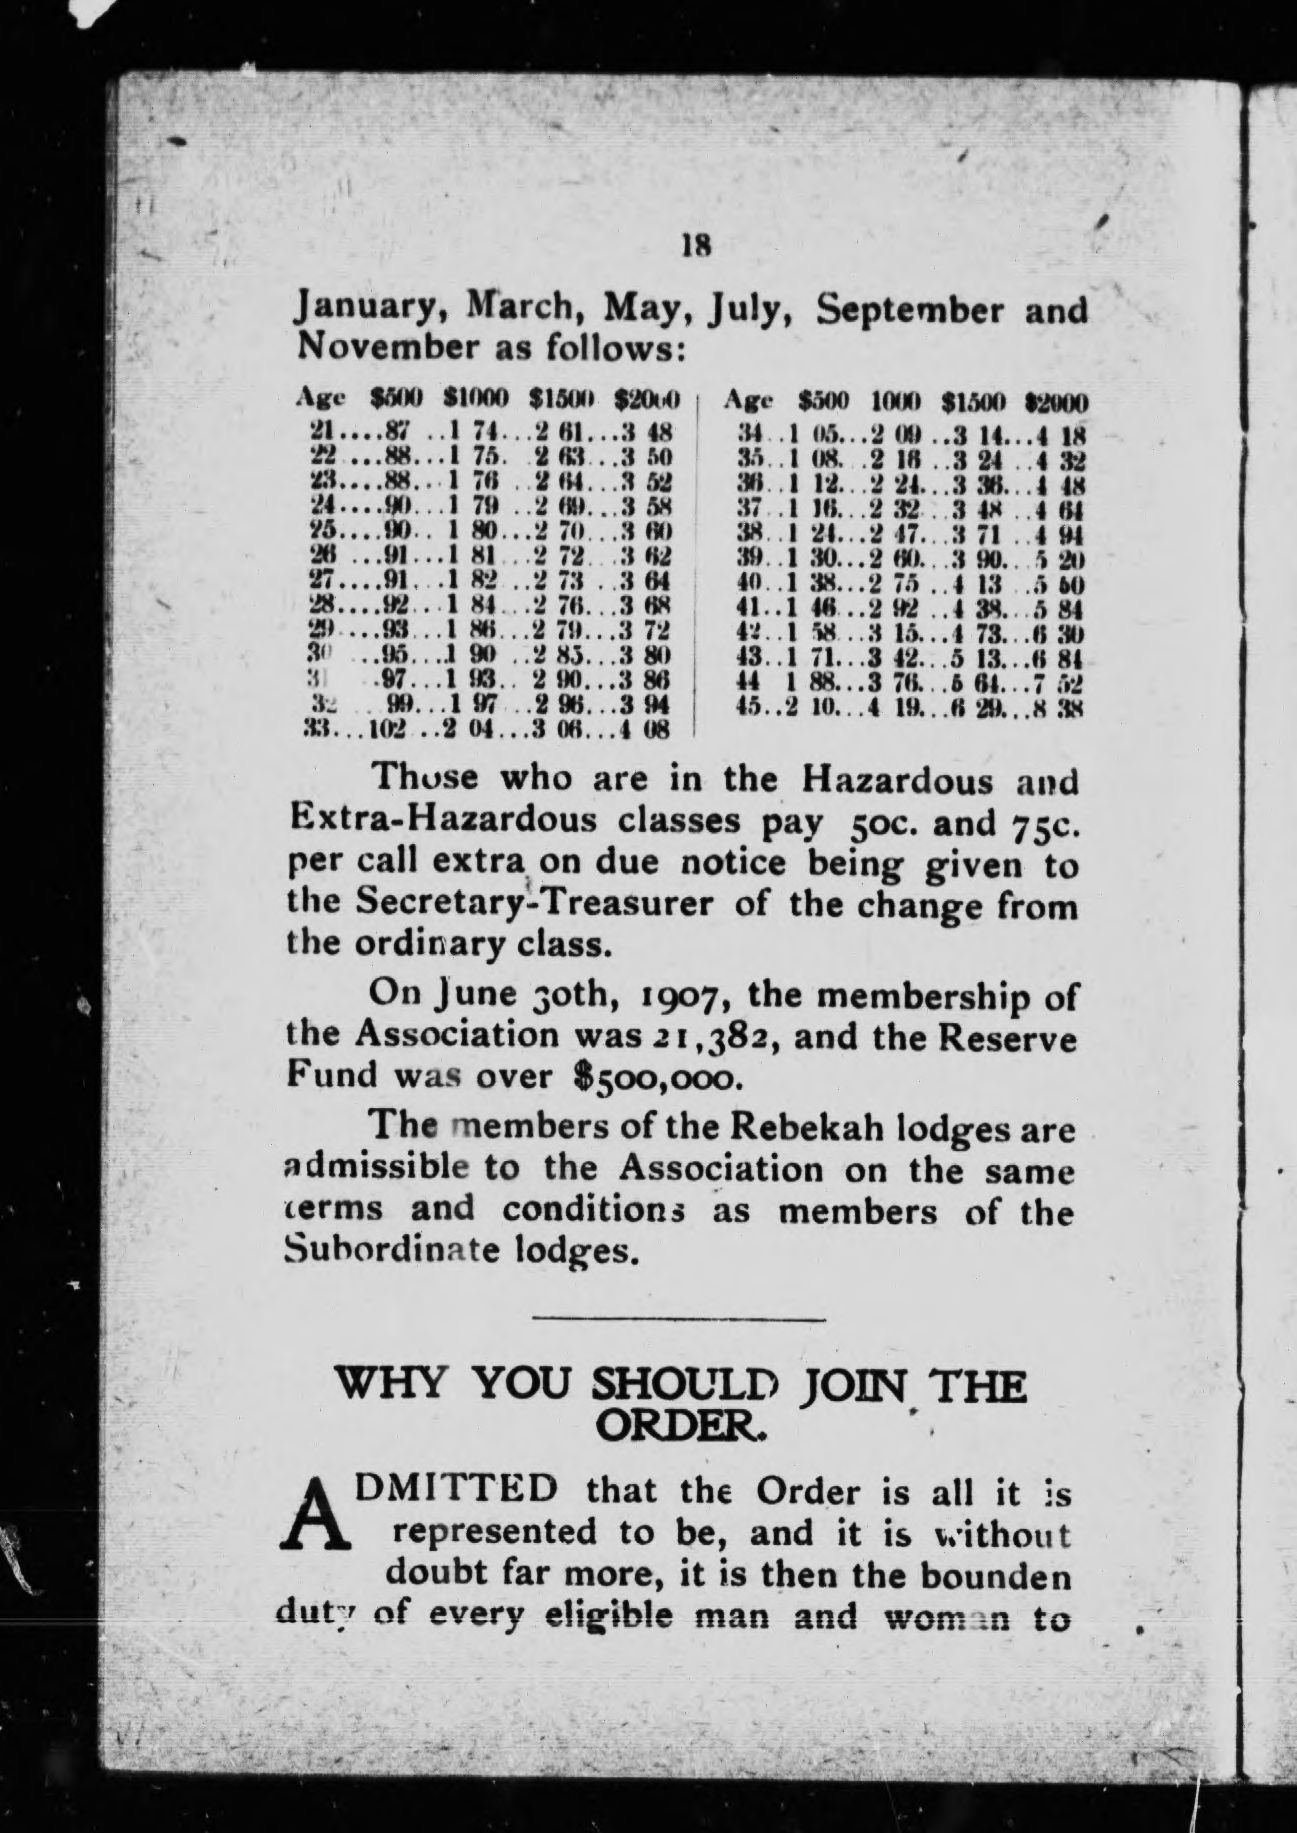 18
January, March, May, July, September and
November as follows:
Age $500 $1000 $1500 $2000
21....87 ..1 74...2 61...3 48
22 ...88...1 75. .2 63...3 50
23....88...1 76 ..2 64...3 52
24....90...1 79 ..2 69...3 58
25....90.. 1 80...2 70...3 60
26 ...91...1 81...2 72...3 62
27....91...1 82 ..2 73 ..3 64
28....92...1 84...2 76...3 68
29....93...1 86...2 79...3 72
30 ...95....1 90 ..2 85...3 80
31 .97...1 93.. 2 90...3 86
32 .. 99...1 97 ..2 96...3 94
33...102 ..2 04...3 06...4 08
Age $500 1000 $1500 $2000
34..1 05...2 09 ..3 14...4 18
35..1 08. .2 16 ..3 24 ..4 32
36..1 12...2 24...3 36...4 48
37 .1 16...2 32...3 48 ..4 64
38..1 24...2 47...3 71 ..4 94
39..1 30...2 60...3 90.. 5 20
40..1 38...2 75 ..4 13 ..5 50
41..1 46...2 92 ..4 38...5 84
42..1 58...3 15...4 73...6 30
43..1 71...3 42...5 13...6 84
44 1 88...3 76...5 64...7 52
45..2 10...4 19...6 29...8 38
Those who are in the Hazardous and
Extra-Hazardous classes pay 50c. and 75c.
per call extra on due notice being given to
the Secretary-Treasurer of the change from
the ordinary class.
On June 30th, 1907, the membership of
the Association was 21,382, and the Reserve
Fund was over $500,000.
The members of the Rebekah lodges are
admissible to the Association on the same
terms and conditions as members of the
Subordinate lodges.
WHY YOU SHOULD JOIN THE
ORDER.
ADMITTED that the Order is all it is
represented to be, and it is without
doubt far more, it is then the bounden
duty of every eligible man and woman to